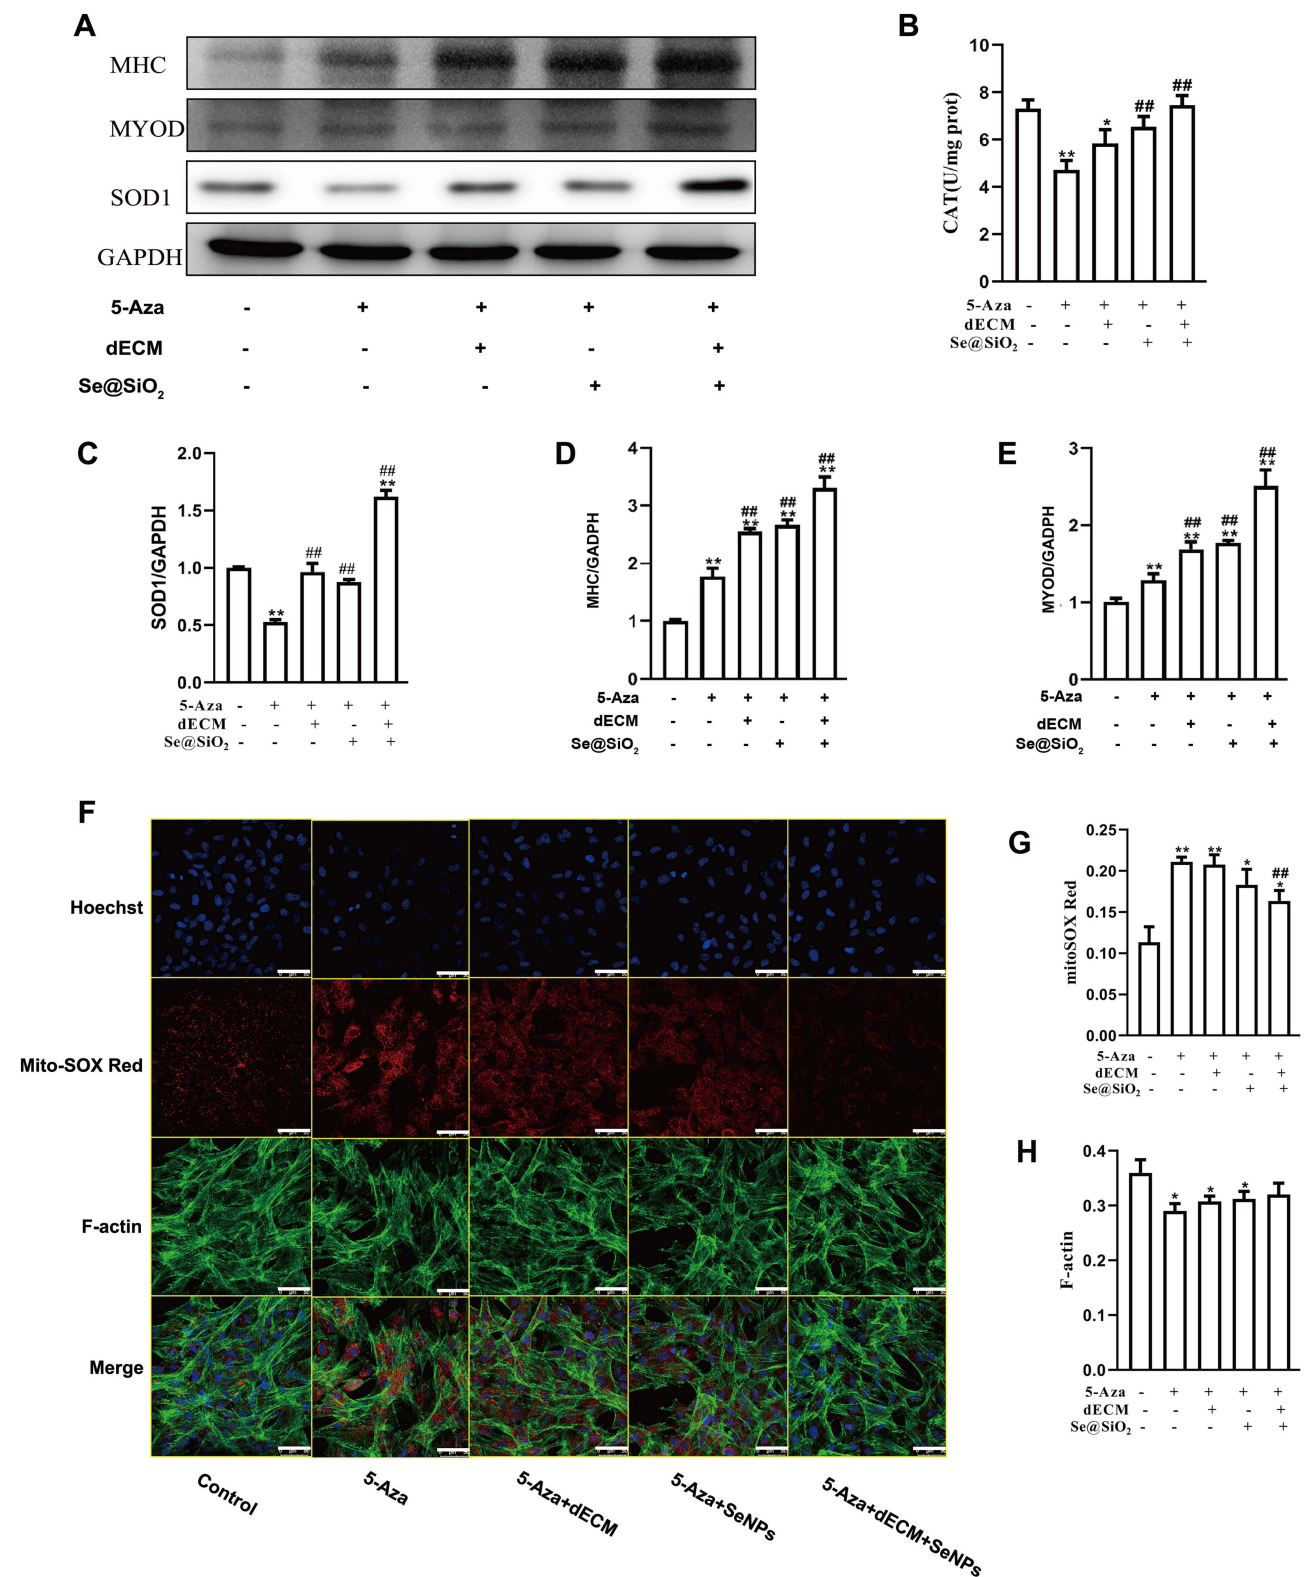 A
MHC
MYOD
SOD1
GAPDH
5-Aza - + + + +
dECM - - + - +
Se@SiO2 - - - + +
B
CAT(U/mg prot)
10
8
6
4
2
0
** * ## ##
5-Aza - + + + +
dECM - - + - +
Se@SiO2 - - - + +
C
SOD1/GAPDH
2.0
1.5
1.0
0.5
0.0
** ## ## ## **
5-Aza - + + + +
dECM - - + - +
Se@SiO2 - - - + +
D
MHC/GADPH
4
3
2
1
0
** ## ** ## ** ## **
5-Aza - + + + +
dECM - - + - +
Se@SiO2 - - - + +
E
MYOD/GADPH
3
2
1
0
** ## ** ## ** ## **
5-Aza - + + + +
dECM - - + - +
Se@SiO2 - - - + +
F
Hoechst
Mito-SOX Red
F-actin
Merge
Control
5-Aza
5-Aza+dECM
5-Aza+SeNPs
5-Aza+dECM+SeNPs
G
mitoSOX Red
0.25
0.20
0.15
0.10
0.05
0.00
** ** * ## *
5-Aza - + + + +
dECM - - + - +
Se@SiO2 - - - + +
H
F-actin
0.4
0.3
0.2
0.1
0.0
* * *
5-Aza - + + + +
dECM - - + - +
Se@SiO2 - - - + +